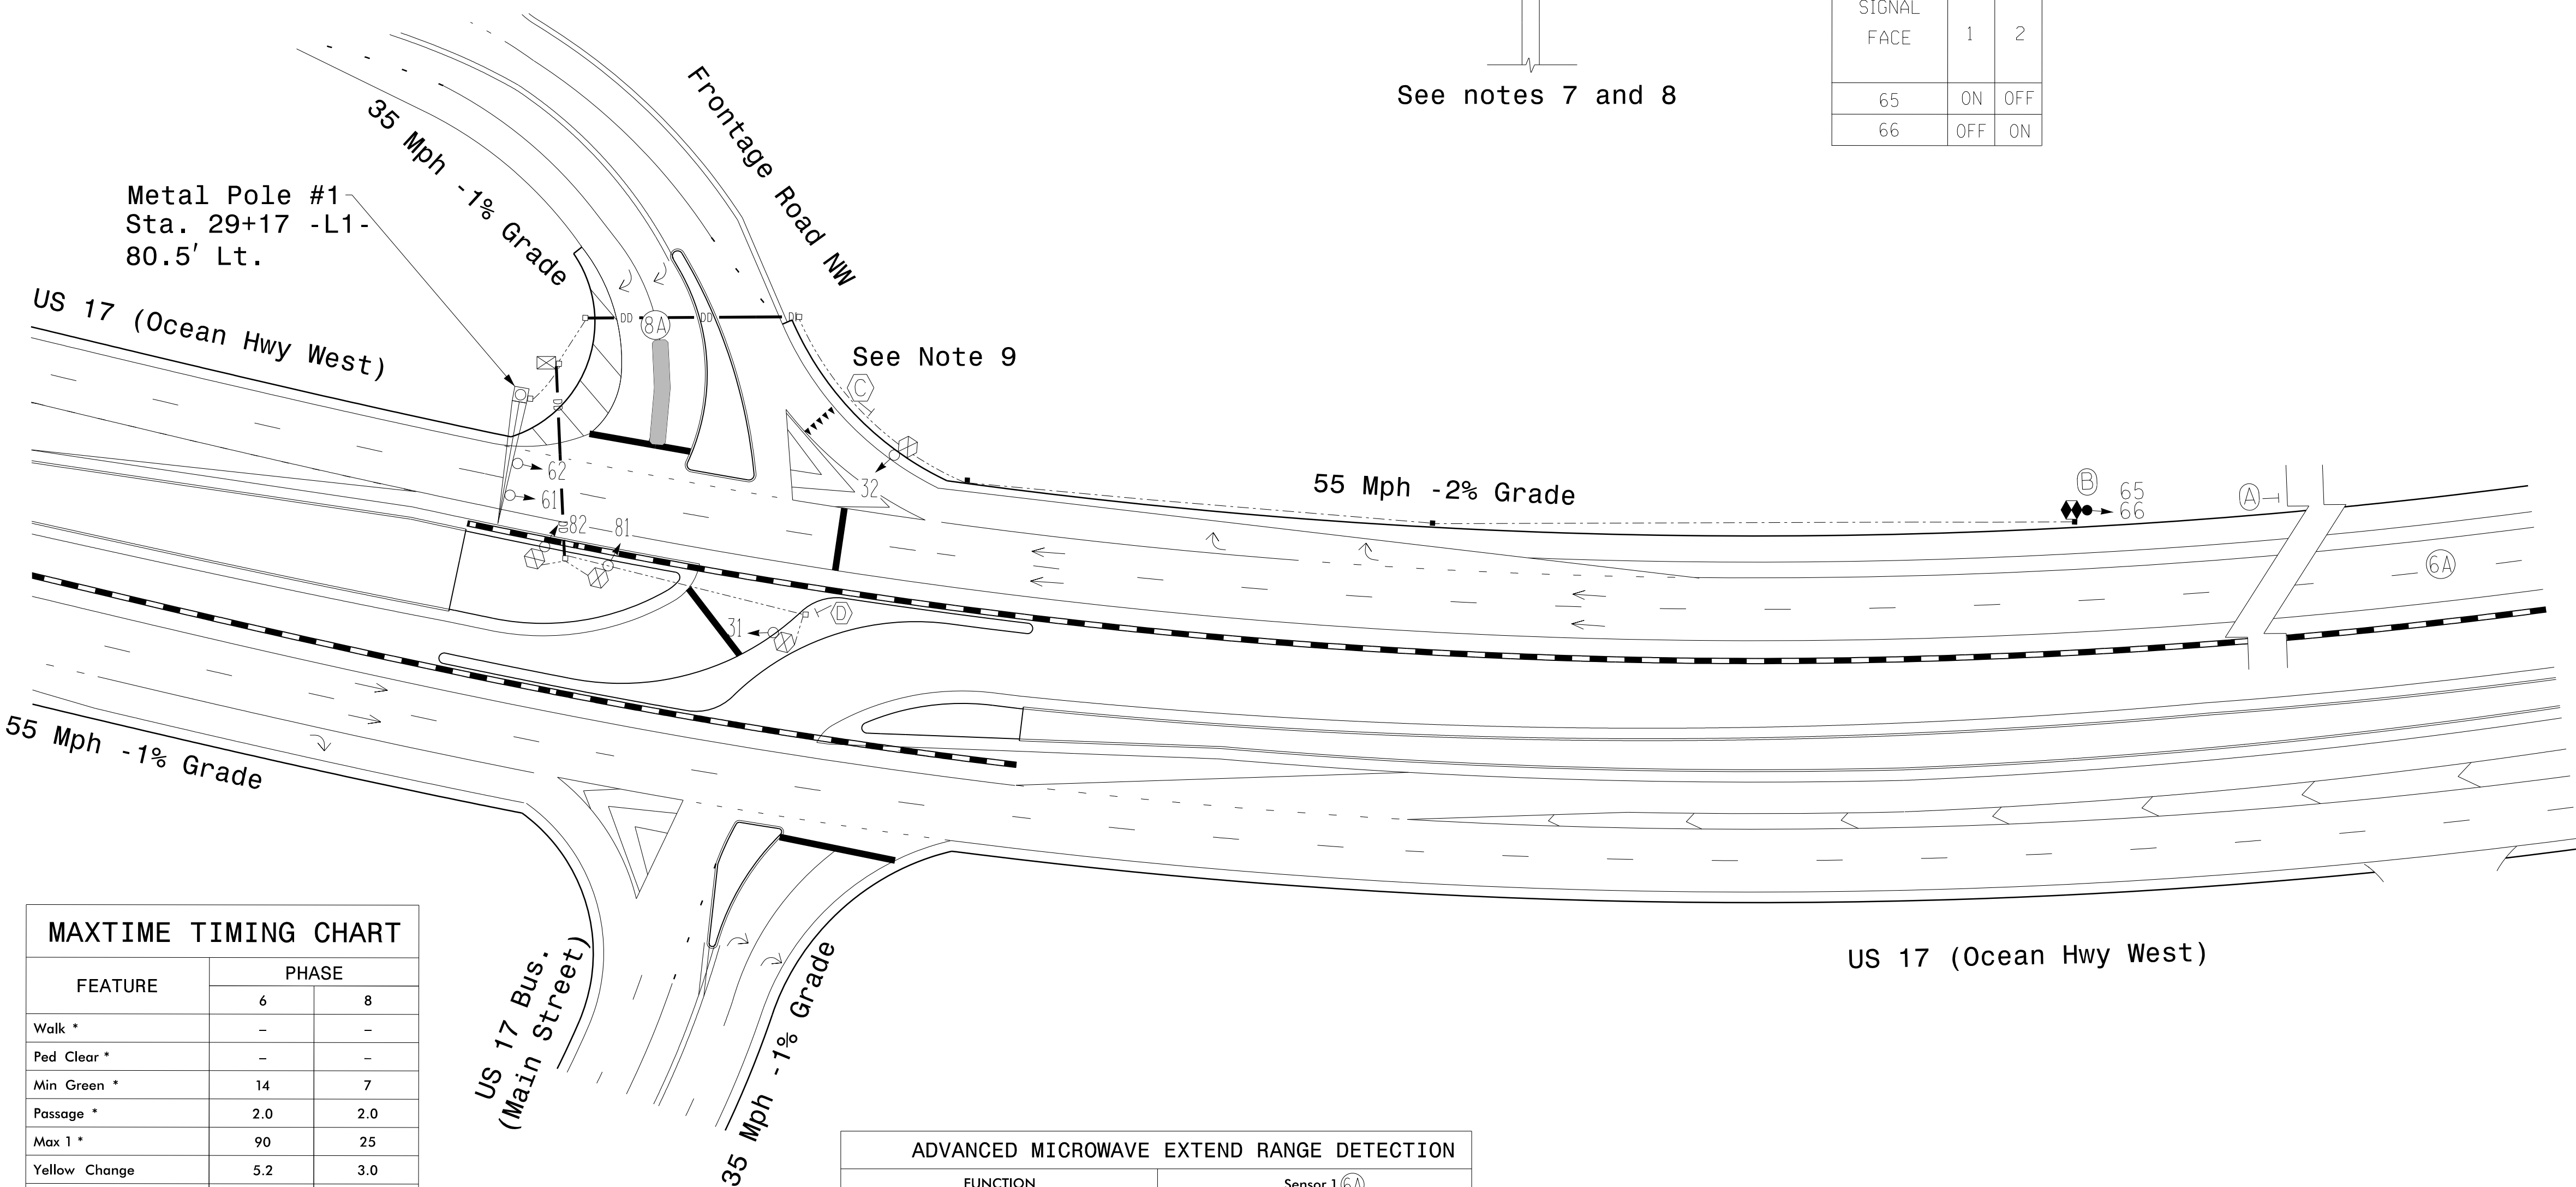 SIGNAL
FACE
1
2
65
ON
OFF
66
OFF
ON
See notes 7 and 8
Frontage Road NW
35 Mph -1% Grade
Metal Pole #1
Sta. 29+17 -L1-
80.5' Lt.
US 17 (Ocean Hwy West)
DD
8A
DD
DD
See Note 9
C
DD
62
61
32
DD
82
81
55 Mph -2% Grade
B
65
66
A
6A
31
D
55 Mph -1% Grade
US 17 (Ocean Hwy West)
US 17 Bus.
(Main Street)
35 Mph -1% Grade
MAXTIME TIMING CHART
FEATURE
PHASE
6
8
Walk *
–
–
Ped Clear *
–
–
Min Green *
14
7
Passage *
2.0
2.0
Max 1 *
90
25
Yellow Change
5.2
3.0
ADVANCED MICROWAVE EXTEND RANGE DETECTION
FUNCTION
Sensor 1 6A